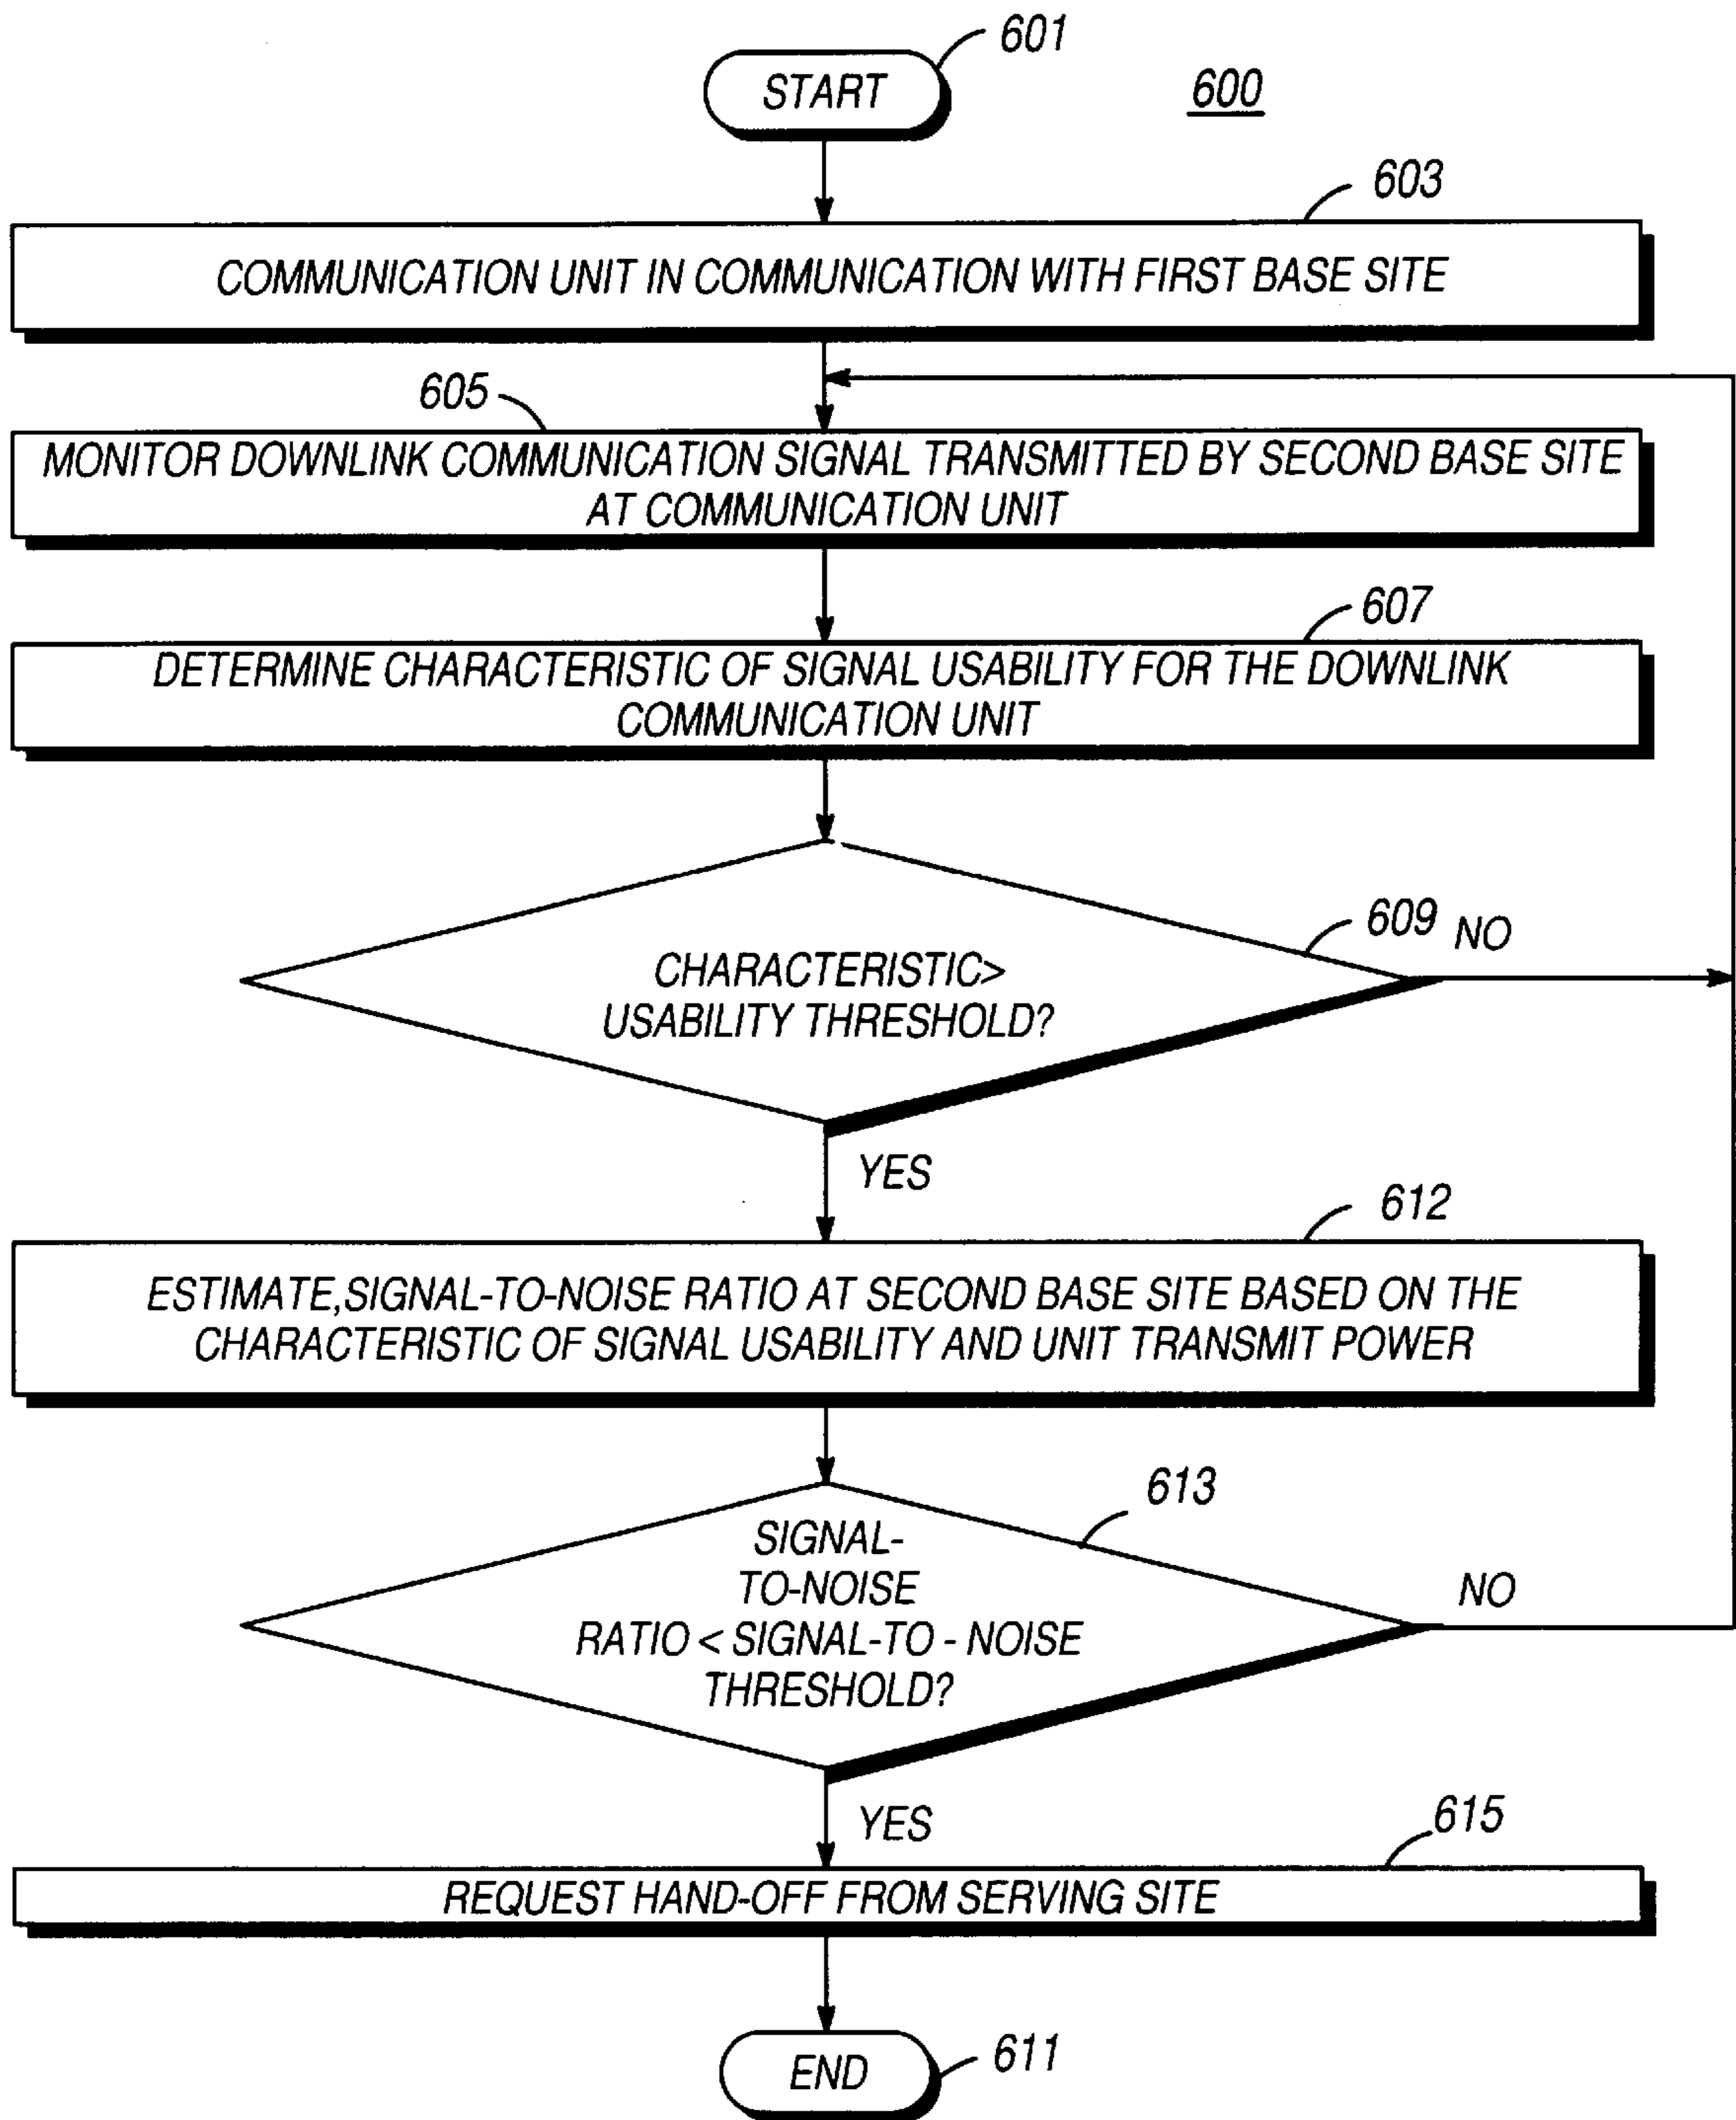 601
START
600
603
COMMUNICATION UNIT IN COMMUNICATION WITH FIRST BASE SITE
605
MONITOR DOWNLINK COMMUNICATION SIGNAL TRANSMITTED BY SECOND BASE SITE
AT COMMUNICATION UNIT
607
DETERMINE CHARACTERISTIC OF SIGNAL USABILITY FOR THE DOWNLINK
COMMUNICATION UNIT
609
NO
CHARACTERISTIC>
USABILITY THRESHOLD?
YES
612
ESTIMATE,SIGNAL-TO-NOISE RATIO AT SECOND BASE SITE BASED ON THE
CHARACTERISTIC OF SIGNAL USABILITY AND UNIT TRANSMIT POWER
613
SIGNAL-
TO-NOISE
RATIO < SIGNAL-TO - NOISE
THRESHOLD?
NO
YES
615
REQUEST HAND-OFF FROM SERVING SITE
END
611